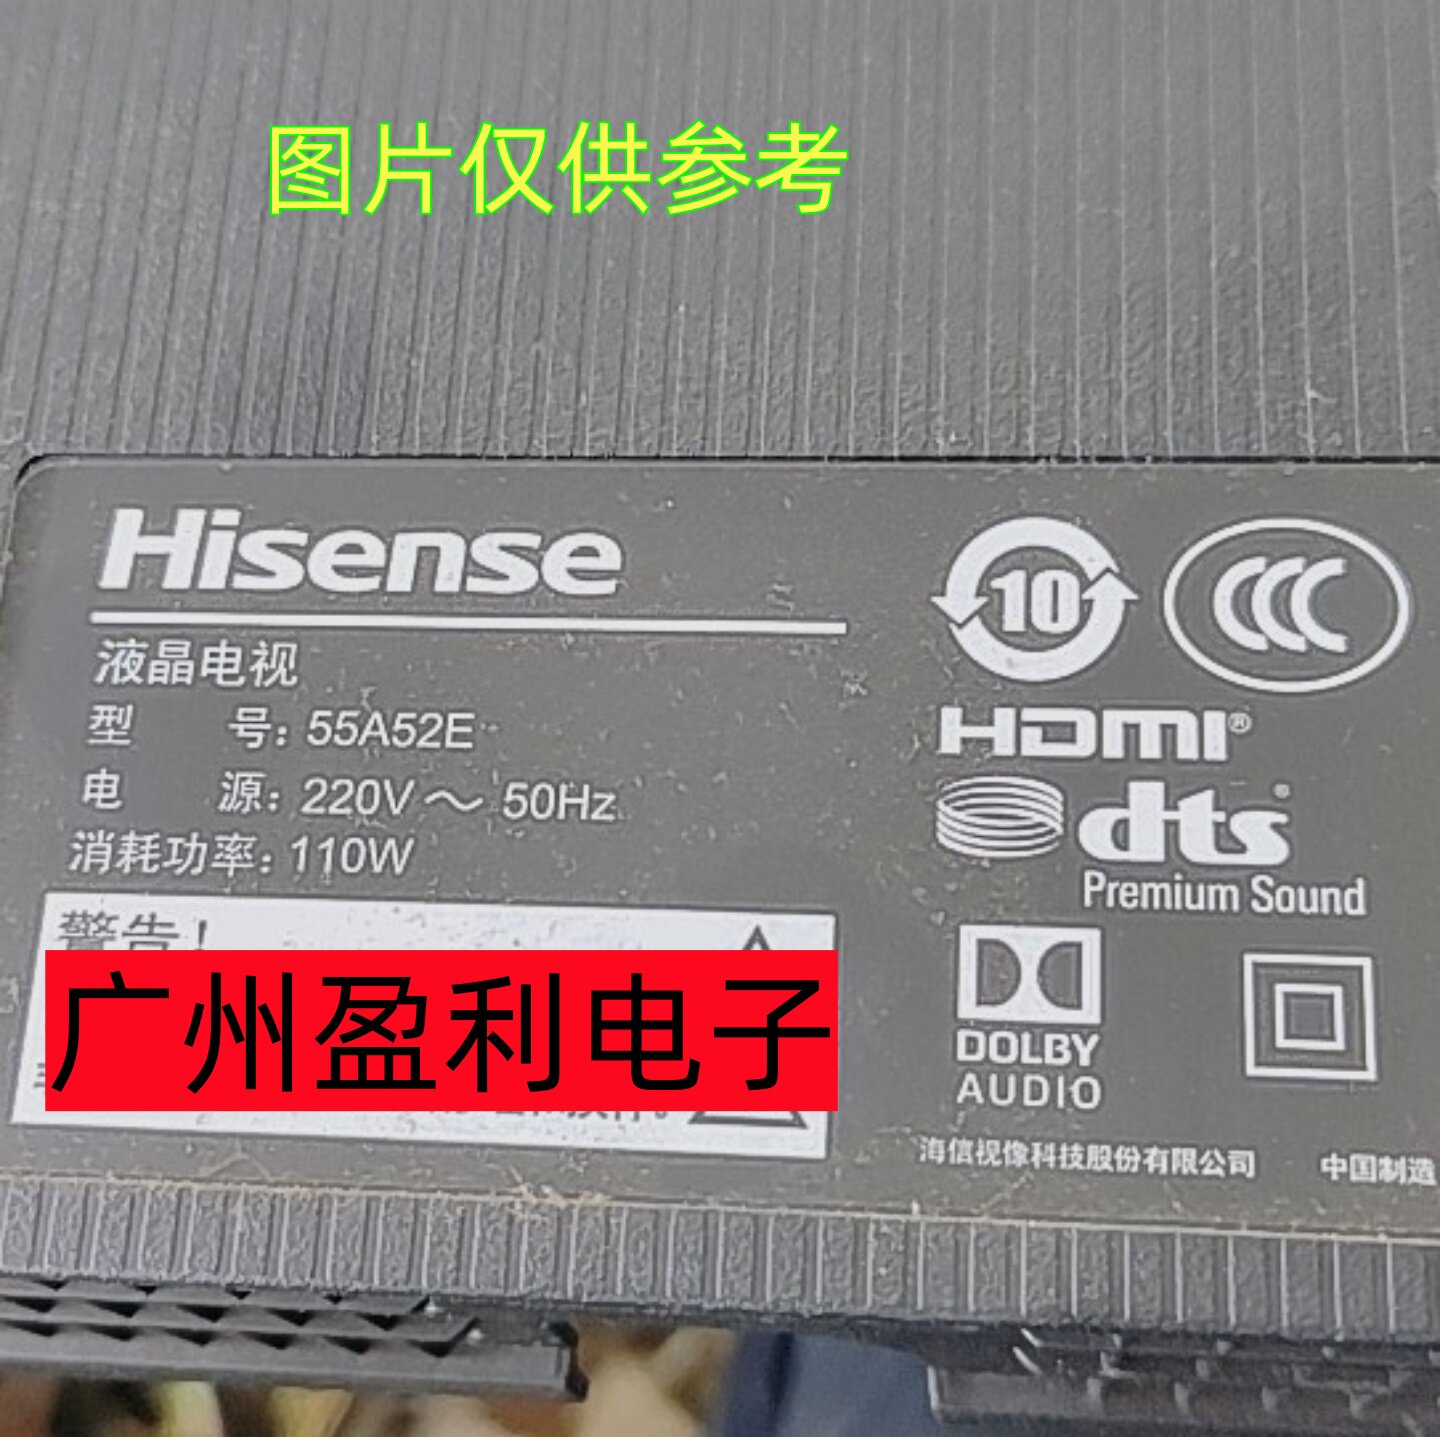 图片仅供参考
Hisense
液晶电视
型 号: 55A52E
电 源: 220V～ 50Hz
消耗功率: 110W
警告!
广州盈利电子
10
CCC
HDMI®
dts®
Premium Sound
DOLBY
AUDIO
海信视像科技股份有限公司 中国制造